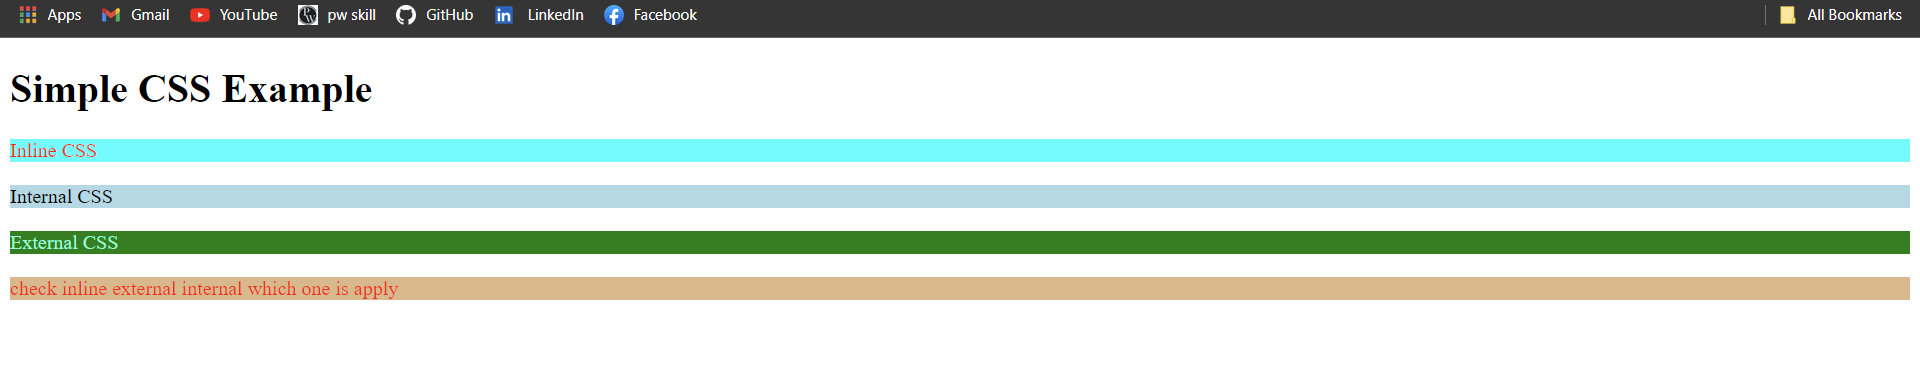 Apps Gmail YouTube pw skill GitHub LinkedIn Facebook All Bookmarks
Simple CSS Example
Inline CSS
Internal CSS
External CSS
check inline external internal which one is apply